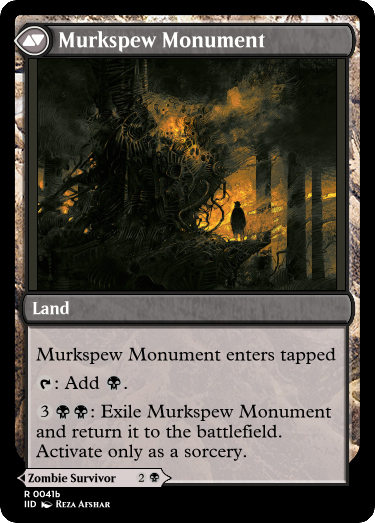 Murkspew Monument
Land
Murkspew Monument enters tapped
: Add .
3 : Exile Murkspew Monument
and return it to the battlefield.
Activate only as a sorcery.
Zombie Survivor 2
R 0041b
IID Reza Afshar